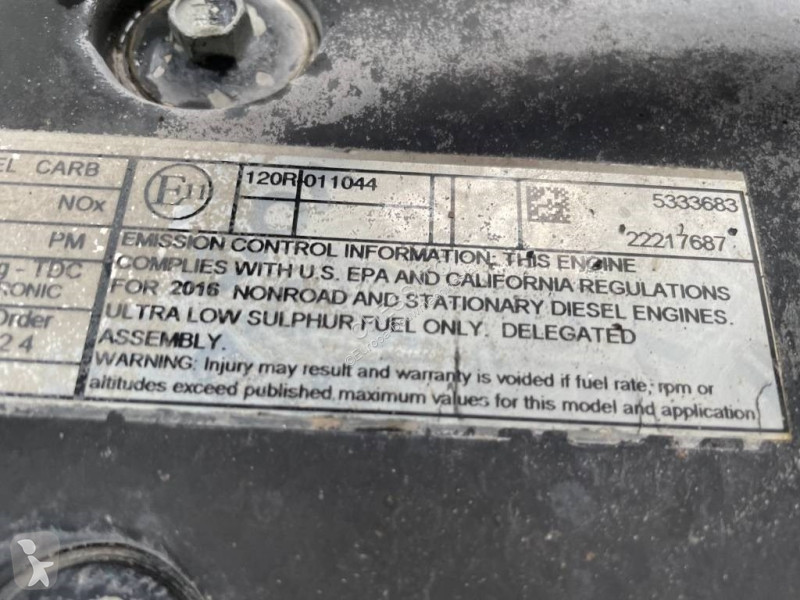 EL CARB
NOx
PM
g - TDC
RONIC
Order
2 4
E11
120R-011044
5333683
22217687
EMISSION CONTROL INFORMATION: THIS ENGINE
COMPLIES WITH U.S. EPA AND CALIFORNIA REGULATIONS
FOR 2016 NONROAD AND STATIONARY DIESEL ENGINES.
ULTRA LOW SULPHUR FUEL ONLY. DELEGATED
ASSEMBLY.
WARNING: Injury may result and warranty is voided if fuel rate, rpm or
altitudes exceed published maximum values for this model and application